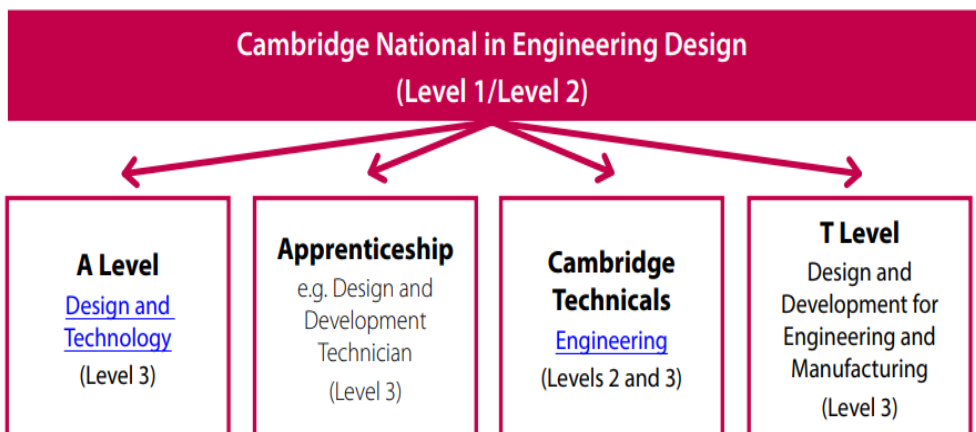 Cambridge National in Engineering Design
(Level 1/Level 2)
A Level
Design and
Technology
(Level 3)
Apprenticeship
e.g. Design and
Development
Technician
(Level 3)
Cambridge
Technicals
Engineering
(Levels 2 and 3)
T Level
Design and
Development for
Engineering and
Manufacturing
(Level 3)